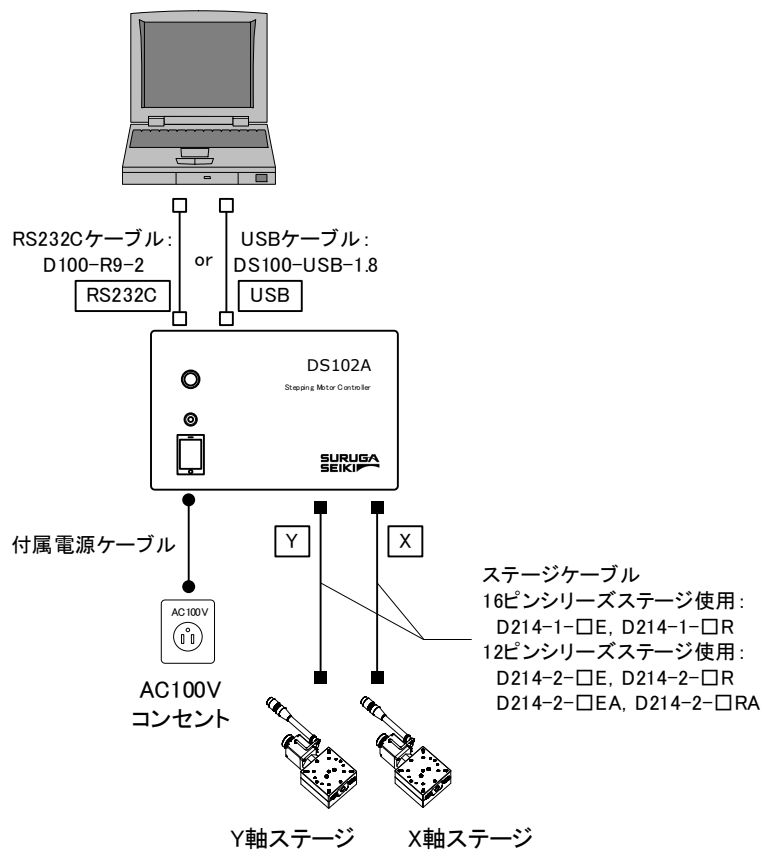 RS232Cケーブル:
D100-R9-2
RS232C
or
USBケーブル:
DS100-USB-1.8
USB
DS102A
Stepping Motor Controller
SURUGA
SEIKI
付属電源ケーブル
Y
X
AC100V
AC100V
コンセント
ステージケーブル
16ピンシリーズステージ使用:
D214-1-□E, D214-1-□R
12ピンシリーズステージ使用:
D214-2-□E, D214-2-□R
D214-2-□EA, D214-2-□RA
Y軸ステージ
X軸ステージ